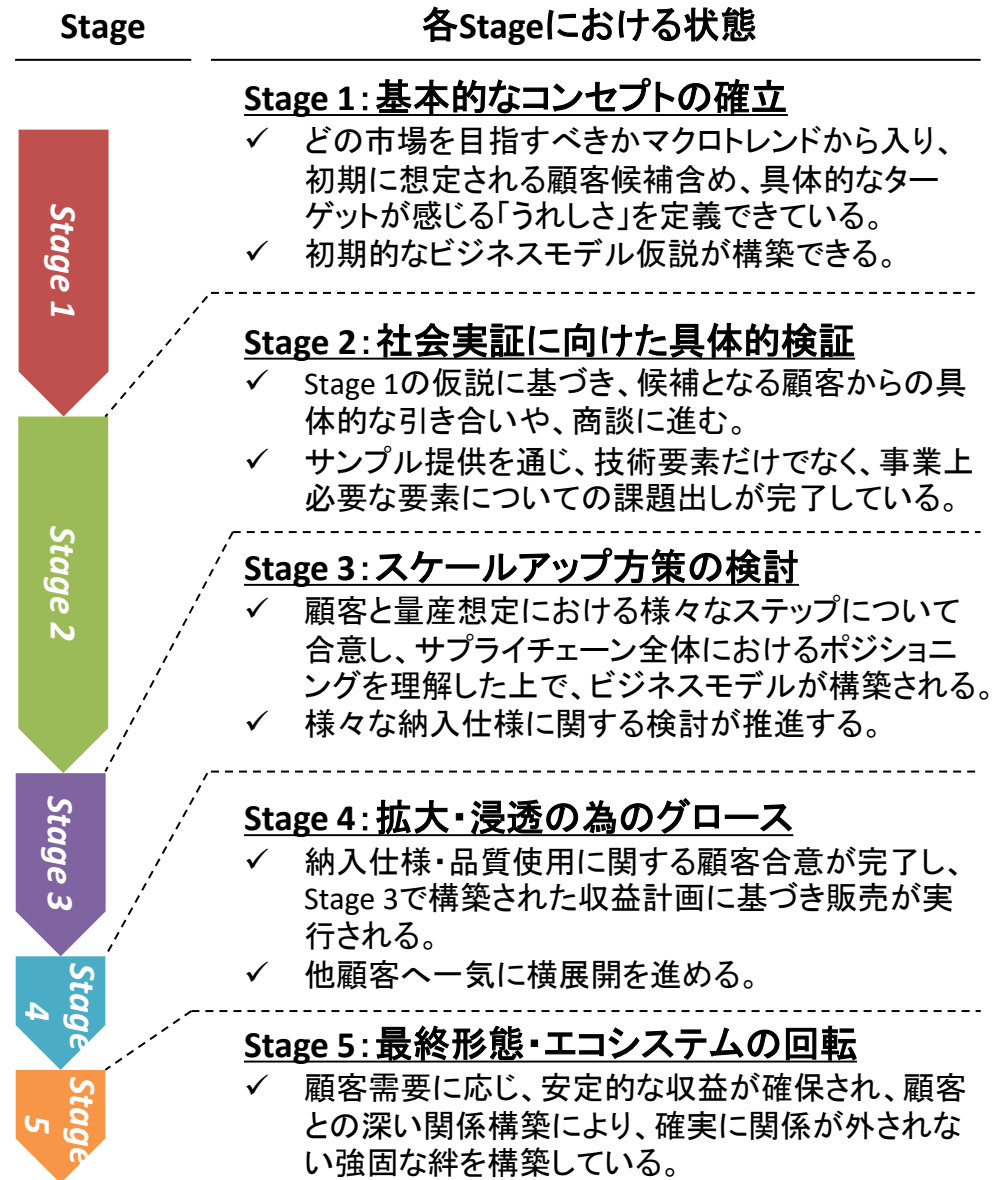 Stage
各Stageにおける状態
Stage 1：基本的なコンセプトの確立
✓ どの市場を目指すべきかマクロトレンドから入り、
初期に想定される顧客候補含め、具体的なター
ゲットが感じる「うれしさ」を定義できている。
✓ 初期的なビジネスモデル仮説が構築できる。
Stage 1
Stage 2：社会実証に向けた具体的検証
✓ Stage 1の仮説に基づき、候補となる顧客からの具
体的な引き合いや、商談に進む。
✓ サンプル提供を通じ、技術要素だけでなく、事業上
必要な要素についての課題出しが完了している。
Stage 2
Stage 3：スケールアップ方策の検討
✓ 顧客と量産想定における様々なステップについて
合意し、サプライチェーン全体におけるポジショニ
ングを理解した上で、ビジネスモデルが構築される。
✓ 様々な納入仕様に関する検討が推進する。
Stage 3
Stage 4：拡大・浸透の為のグロース
✓ 納入仕様・品質使用に関する顧客合意が完了し、
Stage 3で構築された収益計画に基づき販売が実
行される。
✓ 他顧客へ一気に横展開を進める。
Stage
4
Stage 5：最終形態・エコシステムの回転
✓ 顧客需要に応じ、安定的な収益が確保され、顧客
との深い関係構築により、確実に関係が外されな
い強固な絆を構築している。
Stage
5